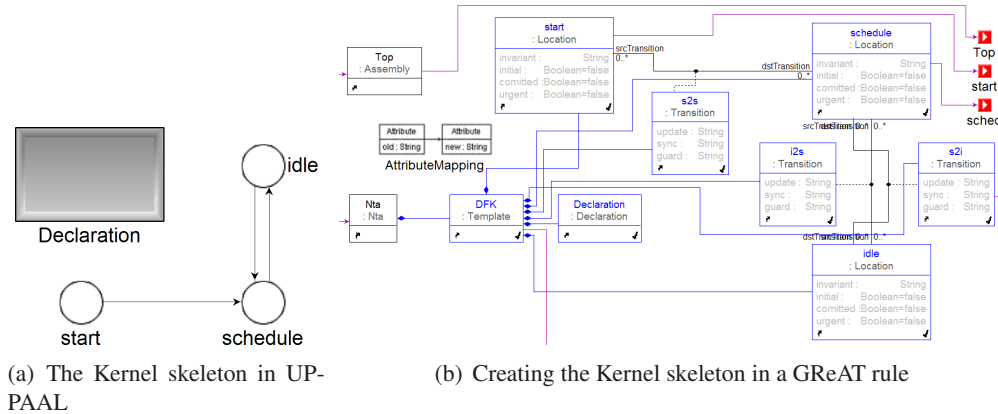 Declaration
idle
start
schedule
(a) The Kernel skeleton in UP-
PAAL
start
: Location
invariant : String
initial : Boolean=false
comitted :Boolean=false
urgent : Boolean=false
srcTransition
0..*
schedule
: Location
invariant : String
initial : Boolean=false
comitted :Boolean=false
urgent : Boolean=false
dstTransition
0..*
Top
start
sched
Top
: Assembly
s2s
: Transition
update : String
sync : String
guard : String
Attribute
old : String
Attribute
new : String
AttributeMapping
i2s
: Transition
update : String
sync : String
guard : String
s2i
: Transition
update : String
sync : String
guard : String
Nta
: Nta
DFK
: Template
Declaration
: Declaration
idle
: Location
invariant : String
initial : Boolean=false
comitted :Boolean=false
urgent : Boolean=false
(b) Creating the Kernel skeleton in a GReAT rule